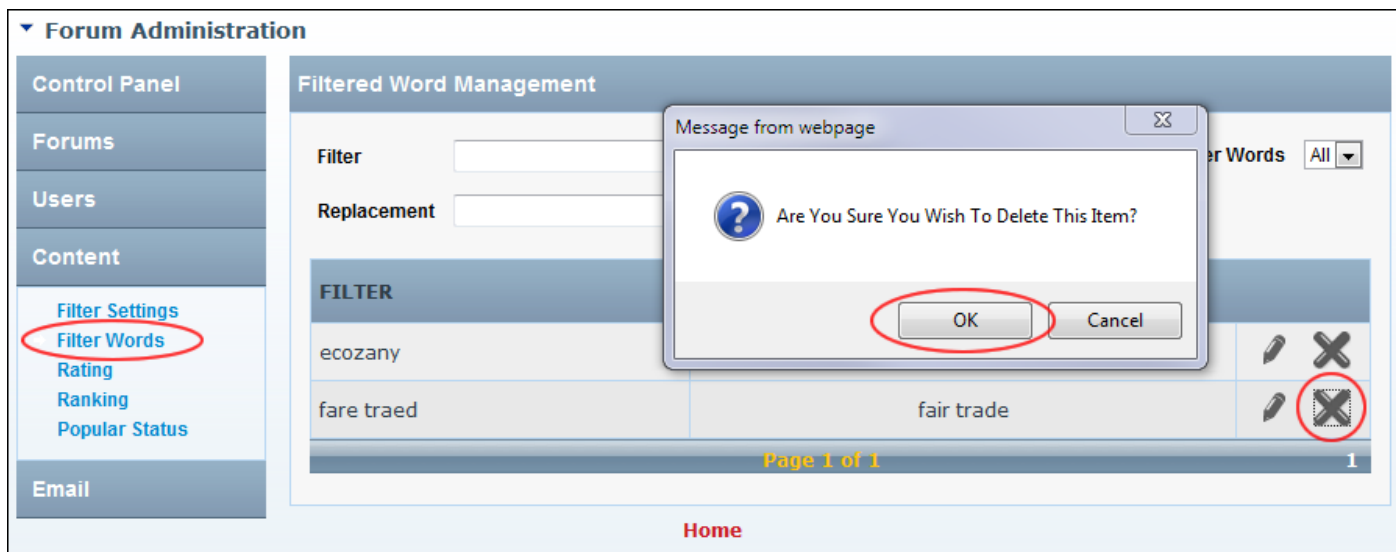 Forum Administration
Control Panel
Forums
Users
Content
Filter Settings
Filter Words
Rating
Ranking
Popular Status
Email
Filtered Word Management
Filter
Words
All
Replacement
Message from webpage
Are You Sure You Wish To Delete This Item?
OK
Cancel
FILTER
ecozany
fare traed
fair trade
Page 1 of 1
1
Home